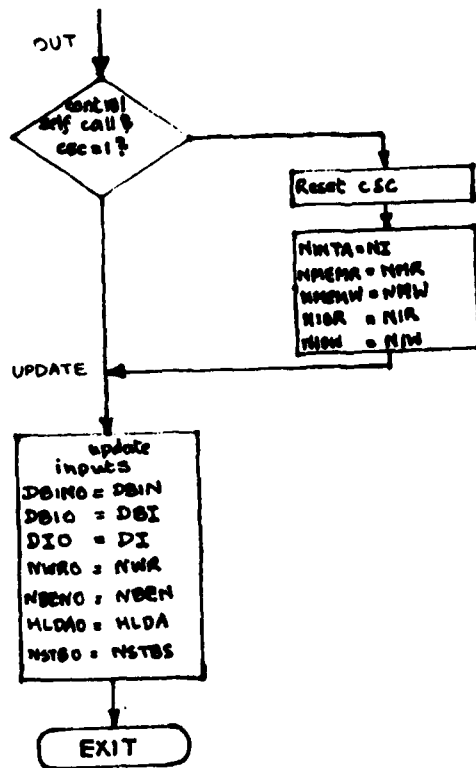 OUT
control
self call?
csc=1?
Reset CSC
NINTA=NI
NMEMR = NMR
NMEMW = NMW
NIOR = NIR
NIOW = NIW
UPDATE
update
inputs
DBINO = DBIN
DBIO = DBI
DIO = DI
NWRO = NWR
NBENO = NBEN
HLDAO = HLDA
NSTBO = NSTBS
EXIT